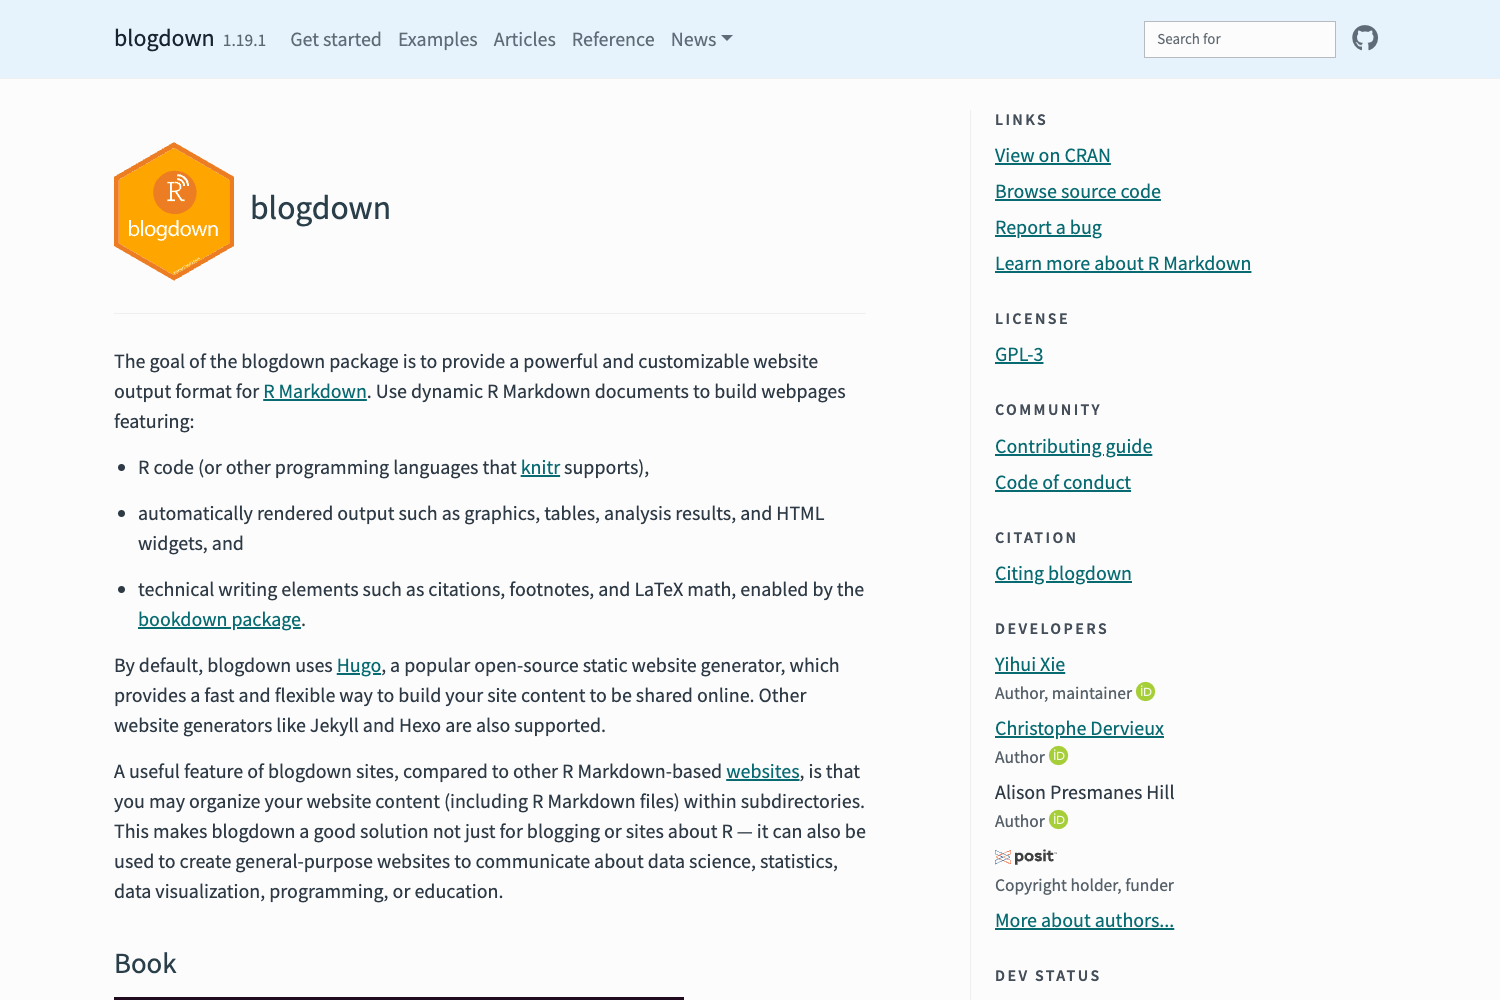 blogdown 1.19.1 Get started Examples Articles Reference News Search for
blogdown
R
blogdown
The goal of the blogdown package is to provide a powerful and customizable website
output format for R Markdown. Use dynamic R Markdown documents to build webpages
featuring:
• R code (or other programming languages that knitr supports),
• automatically rendered output such as graphics, tables, analysis results, and HTML
widgets, and
• technical writing elements such as citations, footnotes, and LaTeX math, enabled by the
bookdown package.
By default, blogdown uses Hugo, a popular open-source static website generator, which
provides a fast and flexible way to build your site content to be shared online. Other
website generators like Jekyll and Hexo are also supported.
A useful feature of blogdown sites, compared to other R Markdown-based websites, is that
you may organize your website content (including R Markdown files) within subdirectories.
This makes blogdown a good solution not just for blogging or sites about R — it can also be
used to create general-purpose websites to communicate about data science, statistics,
data visualization, programming, or education.
Book
LINKS
View on CRAN
Browse source code
Report a bug
Learn more about R Markdown
LICENSE
GPL-3
COMMUNITY
Contributing guide
Code of conduct
CITATION
Citing blogdown
DEVELOPERS
Yihui Xie
Author, maintainer iD
Christophe Dervieux
Author iD
Alison Presmanes Hill
Author iD
posit
Copyright holder, funder
More about authors...
DEV STATUS